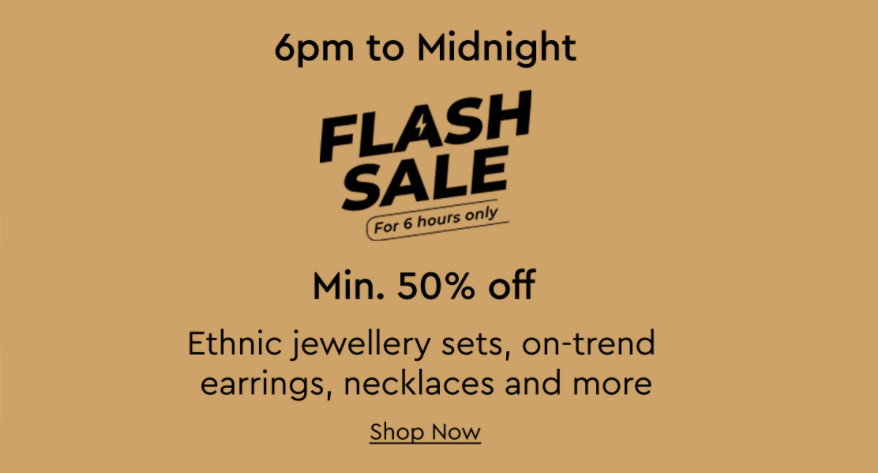 6pm to Midnight
FLASH
SALE
For 6 hours only
Min. 50% off
Ethnic jewellery sets, on-trend
earrings, necklaces and more
Shop Now